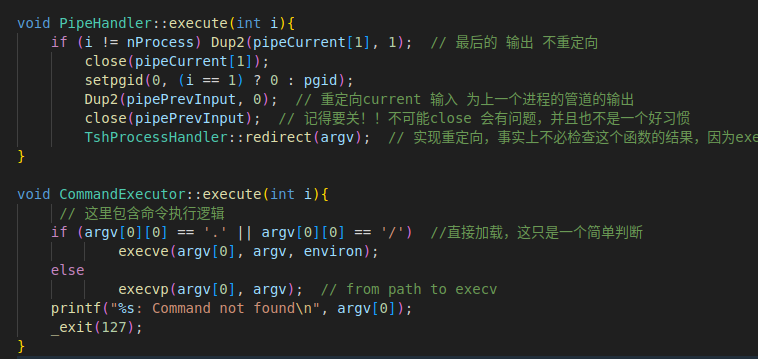 void PipeHandler::execute(int i){
    if (i != nProcess) Dup2(pipeCurrent[1], 1);  // 最后的 输出 不重定向
        close(pipeCurrent[1]);
        setpgid(0, (i == 1) ? 0 : pgid);
        Dup2(pipePrevInput, 0);  // 重定向current 输入 为上一个进程的管道的输出
        close(pipePrevInput);  // 记得要关！！不可能close 会有问题，并且也不是一个好习惯
        TshProcessHandler::redirect(argv);  // 实现重定向，事实上不必检查这个函数的结果，因为exe
}
void CommandExecutor::execute(int i){
     // 这里包含命令执行逻辑
    if (argv[0][0] == '.' || argv[0][0] == '/')  //直接加载，这只是一个简单判断
            execve(argv[0], argv, environ);
    else
            execvp(argv[0], argv);  // from path to execv
    printf("%s: Command not found\n", argv[0]);
    _exit(127);
}